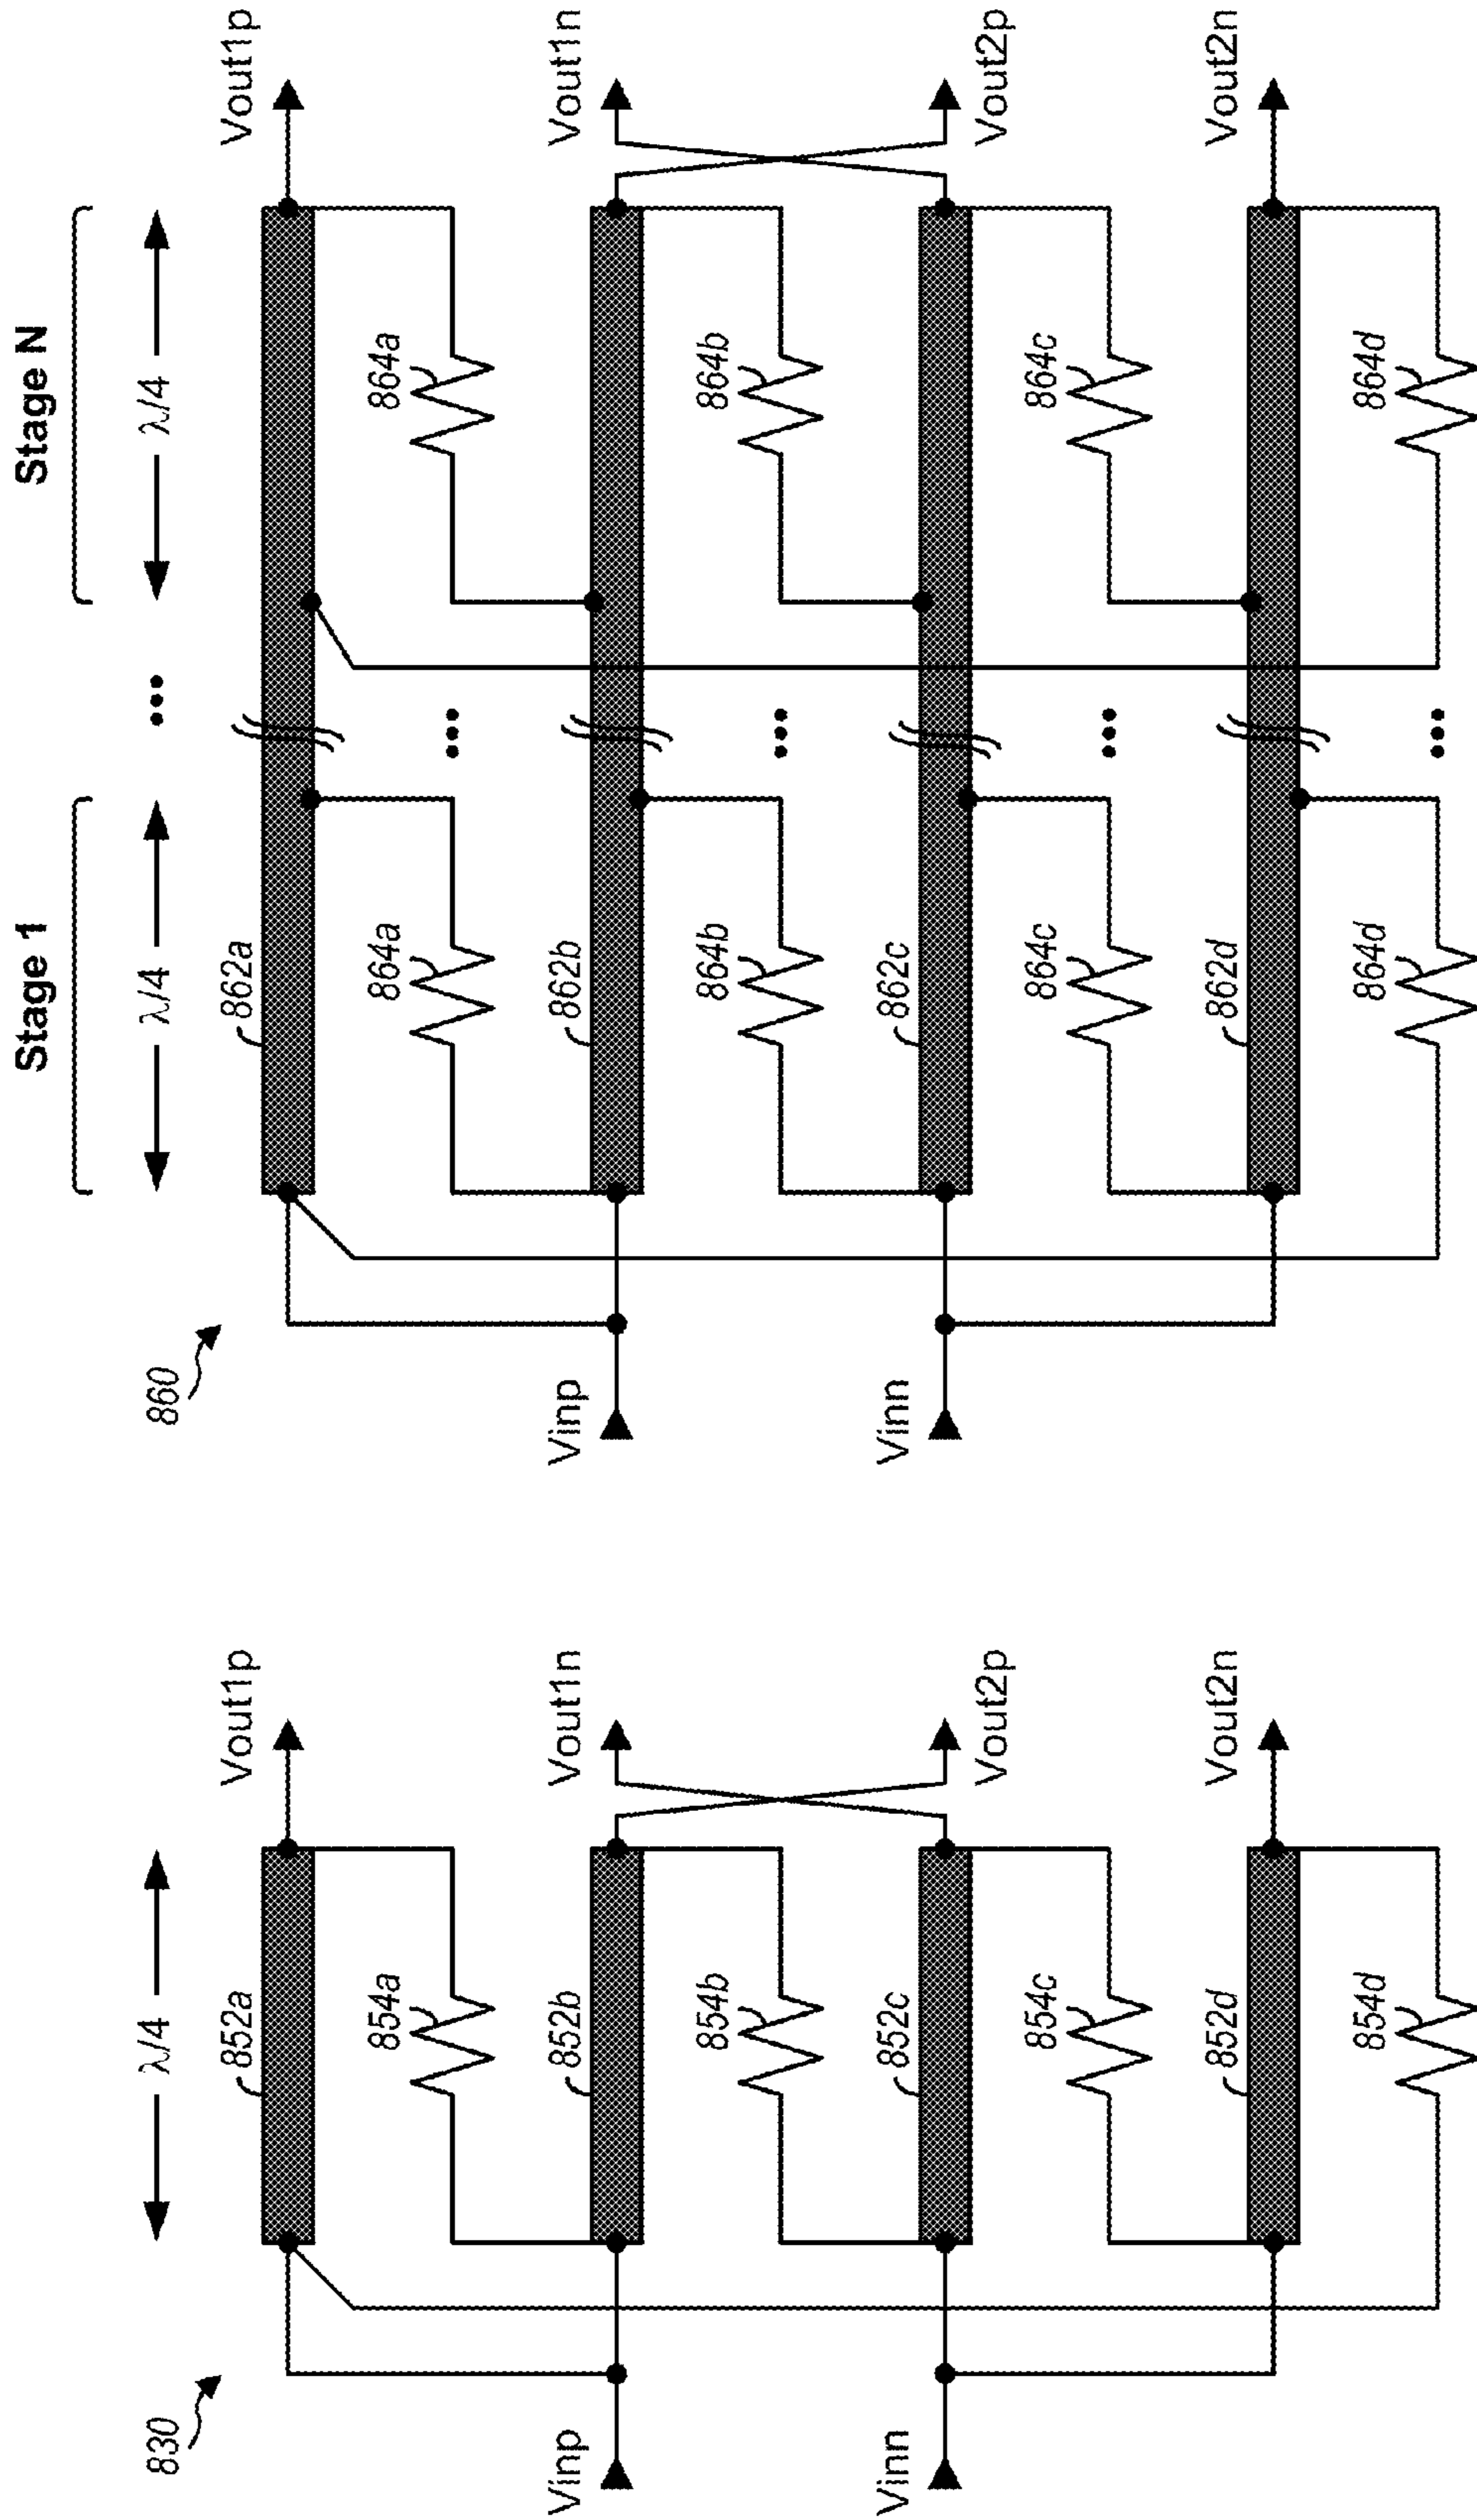 830
λ/4
Vinp
Vinn
852a
854a
852b
854b
852c
854c
852d
854d
Vout1p
Vout1n
Vout2p
Vout2n
860
Stage 1
...
Stage N
λ/4
λ/4
Vinp
Vinn
862a
864a
864a
862b
...
864b
864b
862c
...
864c
864c
862d
...
864d
864d
...
Vout1p
Vout1n
Vout2p
Vout2n